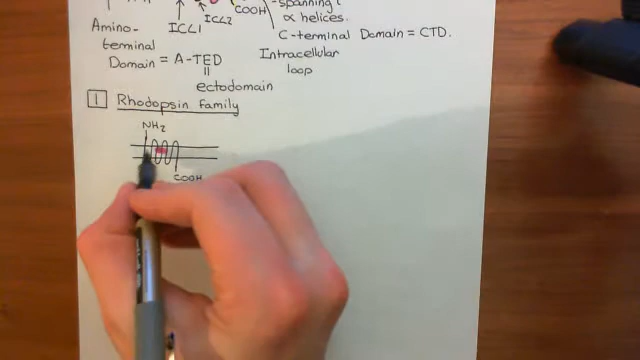 -spanning
COOH
α helices.
ICL1
ICL2
C-terminal Domain = CTD.
Amino-
terminal
Domain = A-TED
Intracellular
loop
=
ectodomain
1 Rhodopsin family
NH2
COOH